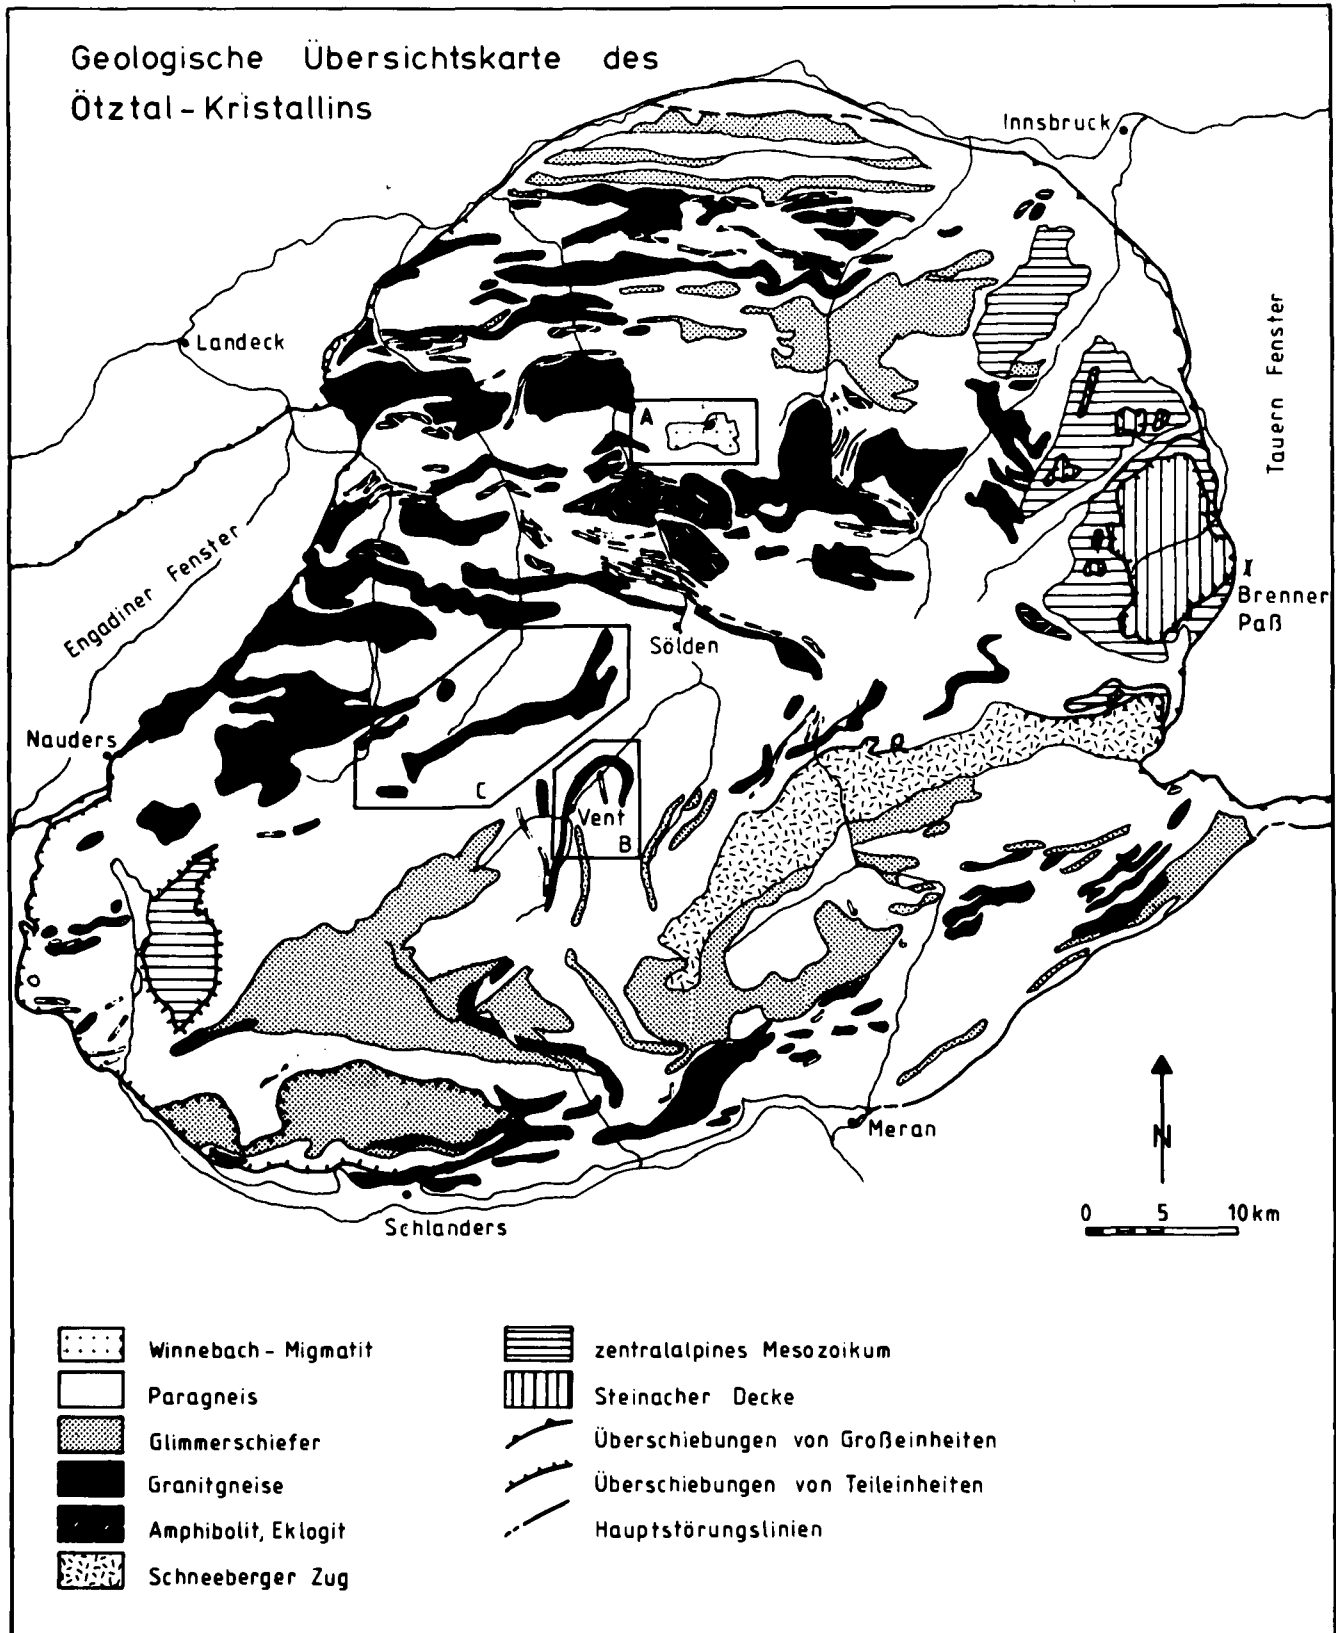 Geologische Übersichtskarte des
Ötztal-Kristallins
Innsbruck
Landeck
Tauern Fenster
A
Engadiner Fenster
Brenner
Paß
Sölden
Nauders
C
Vent
B
Meran
N
Schlanders
0 5 10 km
Winnebach-Migmatit
Paragneis
Glimmerschiefer
Granitgneise
Amphibolit, Eklogit
Schneeberger Zug
zentralalpines Mesozoikum
Steinacher Decke
Überschiebungen von Großeinheiten
Überschiebungen von Teileinheiten
Hauptstörungslinien